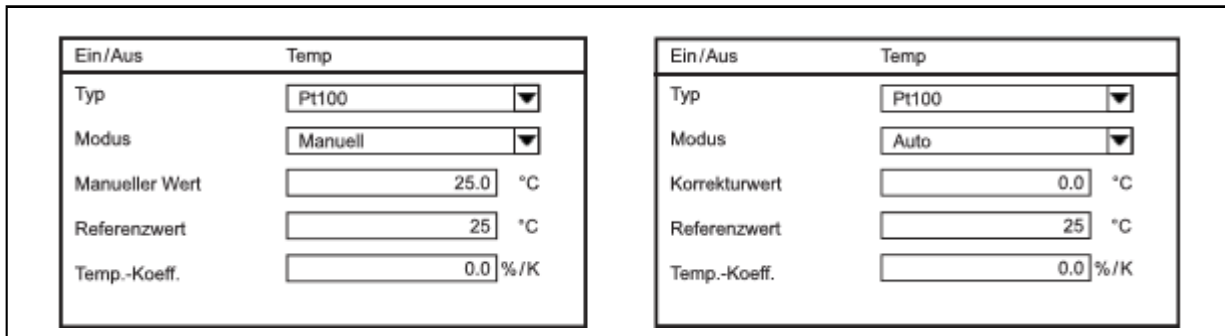 Ein/Aus Temp
Typ Pt100
Modus Manuell
Manueller Wert 25.0 °C
Referenzwert 25 °C
Temp.-Koeff. 0.0 %/K
Ein/Aus Temp
Typ Pt100
Modus Auto
Korrekturwert 0.0 °C
Referenzwert 25 °C
Temp.-Koeff. 0.0 %/K